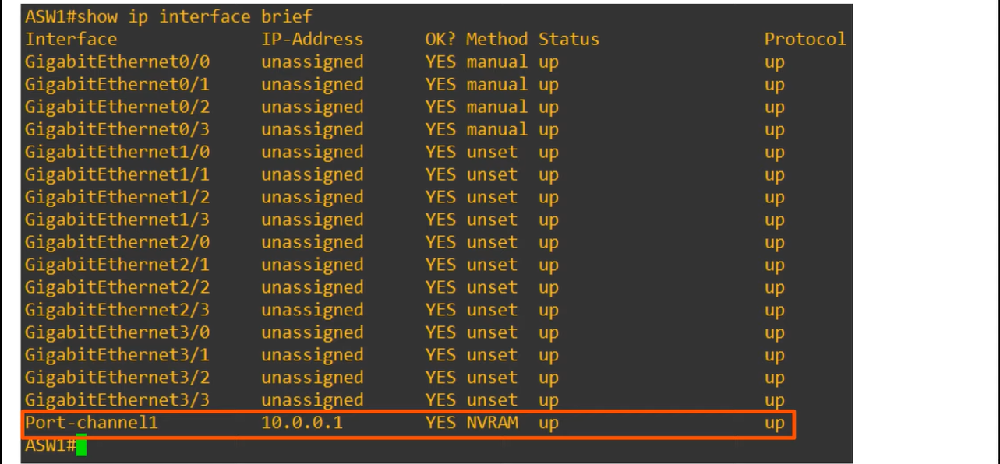 ASW1#show ip interface brief
Interface IP-Address OK? Method Status Protocol
GigabitEthernet0/0 unassigned YES manual up up
GigabitEthernet0/1 unassigned YES manual up up
GigabitEthernet0/2 unassigned YES manual up up
GigabitEthernet0/3 unassigned YES manual up up
GigabitEthernet1/0 unassigned YES unset up up
GigabitEthernet1/1 unassigned YES unset up up
GigabitEthernet1/2 unassigned YES unset up up
GigabitEthernet1/3 unassigned YES unset up up
GigabitEthernet2/0 unassigned YES unset up up
GigabitEthernet2/1 unassigned YES unset up up
GigabitEthernet2/2 unassigned YES unset up up
GigabitEthernet2/3 unassigned YES unset up up
GigabitEthernet3/0 unassigned YES unset up up
GigabitEthernet3/1 unassigned YES unset up up
GigabitEthernet3/2 unassigned YES unset up up
GigabitEthernet3/3 unassigned YES unset up up
Port-channel1 10.0.0.1 YES NVRAM up up
ASW1#